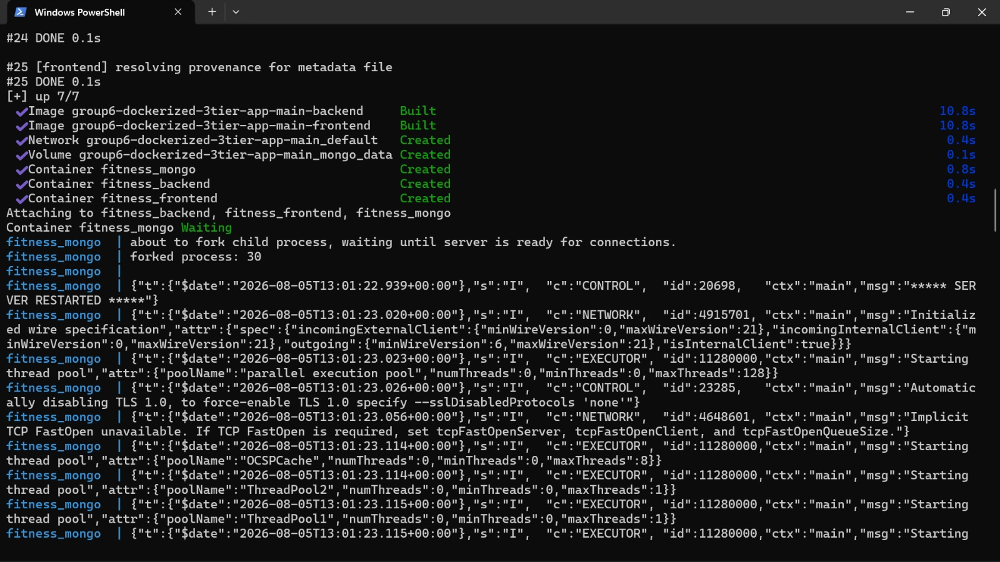 Windows PowerShell
#24 DONE 0.1s
#25 [frontend] resolving provenance for metadata file
#25 DONE 0.1s
[+] up 7/7
✔Image group6-dockerized-3tier-app-main-backend Built 10.8s
✔Image group6-dockerized-3tier-app-main-frontend Built 10.8s
✔Network group6-dockerized-3tier-app-main_default Created 0.4s
✔Volume group6-dockerized-3tier-app-main_mongo_data Created 0.1s
✔Container fitness_mongo Created 0.8s
✔Container fitness_backend Created 0.4s
✔Container fitness_frontend Created 0.4s
Attaching to fitness_backend, fitness_frontend, fitness_mongo
Container fitness_mongo Waiting
fitness_mongo | about to fork child process, waiting until server is ready for connections.
fitness_mongo | forked process: 30
fitness_mongo |
fitness_mongo | {"t":{"$date":"2026-08-05T13:01:22.939+00:00"},"s":"I", "c":"CONTROL", "id":20698, "ctx":"main","msg":"***** SER
VER RESTARTED *****"}
fitness_mongo | {"t":{"$date":"2026-08-05T13:01:23.020+00:00"},"s":"I", "c":"NETWORK", "id":4915701, "ctx":"main","msg":"Initializ
ed wire specification","attr":{"spec":{"incomingExternalClient":{"minWireVersion":0,"maxWireVersion":21},"incomingInternalClient":{"m
inWireVersion":0,"maxWireVersion":21},"outgoing":{"minWireVersion":6,"maxWireVersion":21},"isInternalClient":true}}}
fitness_mongo | {"t":{"$date":"2026-08-05T13:01:23.023+00:00"},"s":"I", "c":"EXECUTOR", "id":11280000,"ctx":"main","msg":"Starting
thread pool","attr":{"poolName":"parallel execution pool","numThreads":0,"minThreads":0,"maxThreads":128}}
fitness_mongo | {"t":{"$date":"2026-08-05T13:01:23.026+00:00"},"s":"I", "c":"CONTROL", "id":23285, "ctx":"main","msg":"Automatic
ally disabling TLS 1.0, to force-enable TLS 1.0 specify --sslDisabledProtocols 'none'"}
fitness_mongo | {"t":{"$date":"2026-08-05T13:01:23.056+00:00"},"s":"I", "c":"NETWORK", "id":4648601, "ctx":"main","msg":"Implicit
TCP FastOpen unavailable. If TCP FastOpen is required, set tcpFastOpenServer, tcpFastOpenClient, and tcpFastOpenQueueSize."}
fitness_mongo | {"t":{"$date":"2026-08-05T13:01:23.114+00:00"},"s":"I", "c":"EXECUTOR", "id":11280000,"ctx":"main","msg":"Starting
thread pool","attr":{"poolName":"OCSPCache","numThreads":0,"minThreads":0,"maxThreads":8}}
fitness_mongo | {"t":{"$date":"2026-08-05T13:01:23.114+00:00"},"s":"I", "c":"EXECUTOR", "id":11280000,"ctx":"main","msg":"Starting
thread pool","attr":{"poolName":"ThreadPool2","numThreads":0,"minThreads":0,"maxThreads":1}}
fitness_mongo | {"t":{"$date":"2026-08-05T13:01:23.115+00:00"},"s":"I", "c":"EXECUTOR", "id":11280000,"ctx":"main","msg":"Starting
thread pool","attr":{"poolName":"ThreadPool1","numThreads":0,"minThreads":0,"maxThreads":1}}
fitness_mongo | {"t":{"$date":"2026-08-05T13:01:23.115+00:00"},"s":"I", "c":"EXECUTOR", "id":11280000,"ctx":"main","msg":"Starting